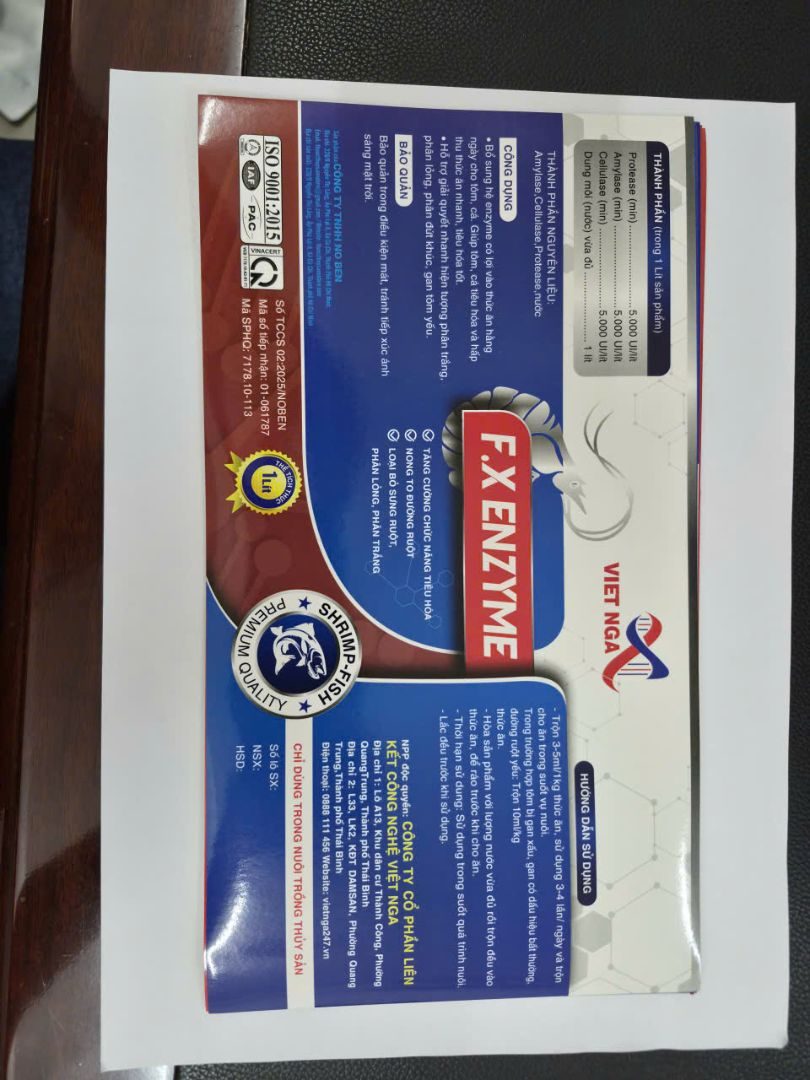 THÀNH PHẦN (trong 1 Lít sản phẩm)
Protease (min) ........................ 5.000 UI/lít
Amylase (min) ........................ 5.000 UI/lít
Cellulase (min) ........................ 5.000 UI/lít
Dung môi (nước) vừa đủ ................ 1 lít
THÀNH PHẦN NGUYÊN LIỆU:
Amylase,Cellulase,Protease,nước
CÔNG DỤNG
• Bổ sung hệ enzyme có lợi vào thức ăn hàng
ngày cho tôm, cá. Giúp tôm, cá tiêu hóa và hấp
thu thức ăn nhanh, tiêu hóa tốt.
• Hỗ trợ giải quyết nhanh hiện tượng phân trắng,
phân lỏng, phân đứt khúc, gan tôm yếu.
BẢO QUẢN
Bảo quản trong điều kiện mát, tránh tiếp xúc ánh
sáng mặt trời.
Sản phẩm của: CÔNG TY TNHH NO BEN
ISO 9001:2015
IAF
PAC
VINACERT
Số TCCS 02:2025/NOBEN
Mã số tiếp nhận: 01-061787
Mã SPHQ: 7178.10-113
VIET NGA
F.X ENZYME
TĂNG CƯỜNG CHỨC NĂNG TIÊU HÓA
NONG TO ĐƯỜNG RUỘT
LOẠI BỎ SƯNG RUỘT,
PHÂN LỎNG, PHÂN TRẮNG
THỂ TÍCH THỰC
1Lít
SHRIMP-FISH
PREMIUM QUALITY
HƯỚNG DẪN SỬ DỤNG
- Trộn 3-5ml/1kg thức ăn, sử dụng 3-4 lần/ ngày và trộn
cho ăn trong suốt vụ nuôi.
Trong trường hợp tôm bị gan xấu, gan có dấu hiệu bất thường,
đường ruột yếu: Trộn 10ml/kg
thức ăn.
- Hòa sản phẩm với lượng nước vừa đủ rồi trộn đều vào
thức ăn, để ráo trước khi cho ăn.
- Thời hạn sử dụng: Sử dụng trong suốt quá trình nuôi.
- Lắc đều trước khi sử dụng.
NPP độc quyền: CÔNG TY CỔ PHẦN LIÊN
KẾT CÔNG NGHỆ VIỆT NGA
Địa chỉ 1: Lô A13, Khu dân cư Thành Công, Phường
QuangTrung, Thành phố Thái Bình
Địa chỉ 2: L33, LK2, KĐT DAMSAN, Phường Quang
Trung,Thành phố Thái Bình
Điện thoại: 0888 111 456 Website: vietnga247.vn
CHỈ DÙNG TRONG NUÔI TRỒNG THỦY SẢN
Số lô SX:
NSX:
HSD: